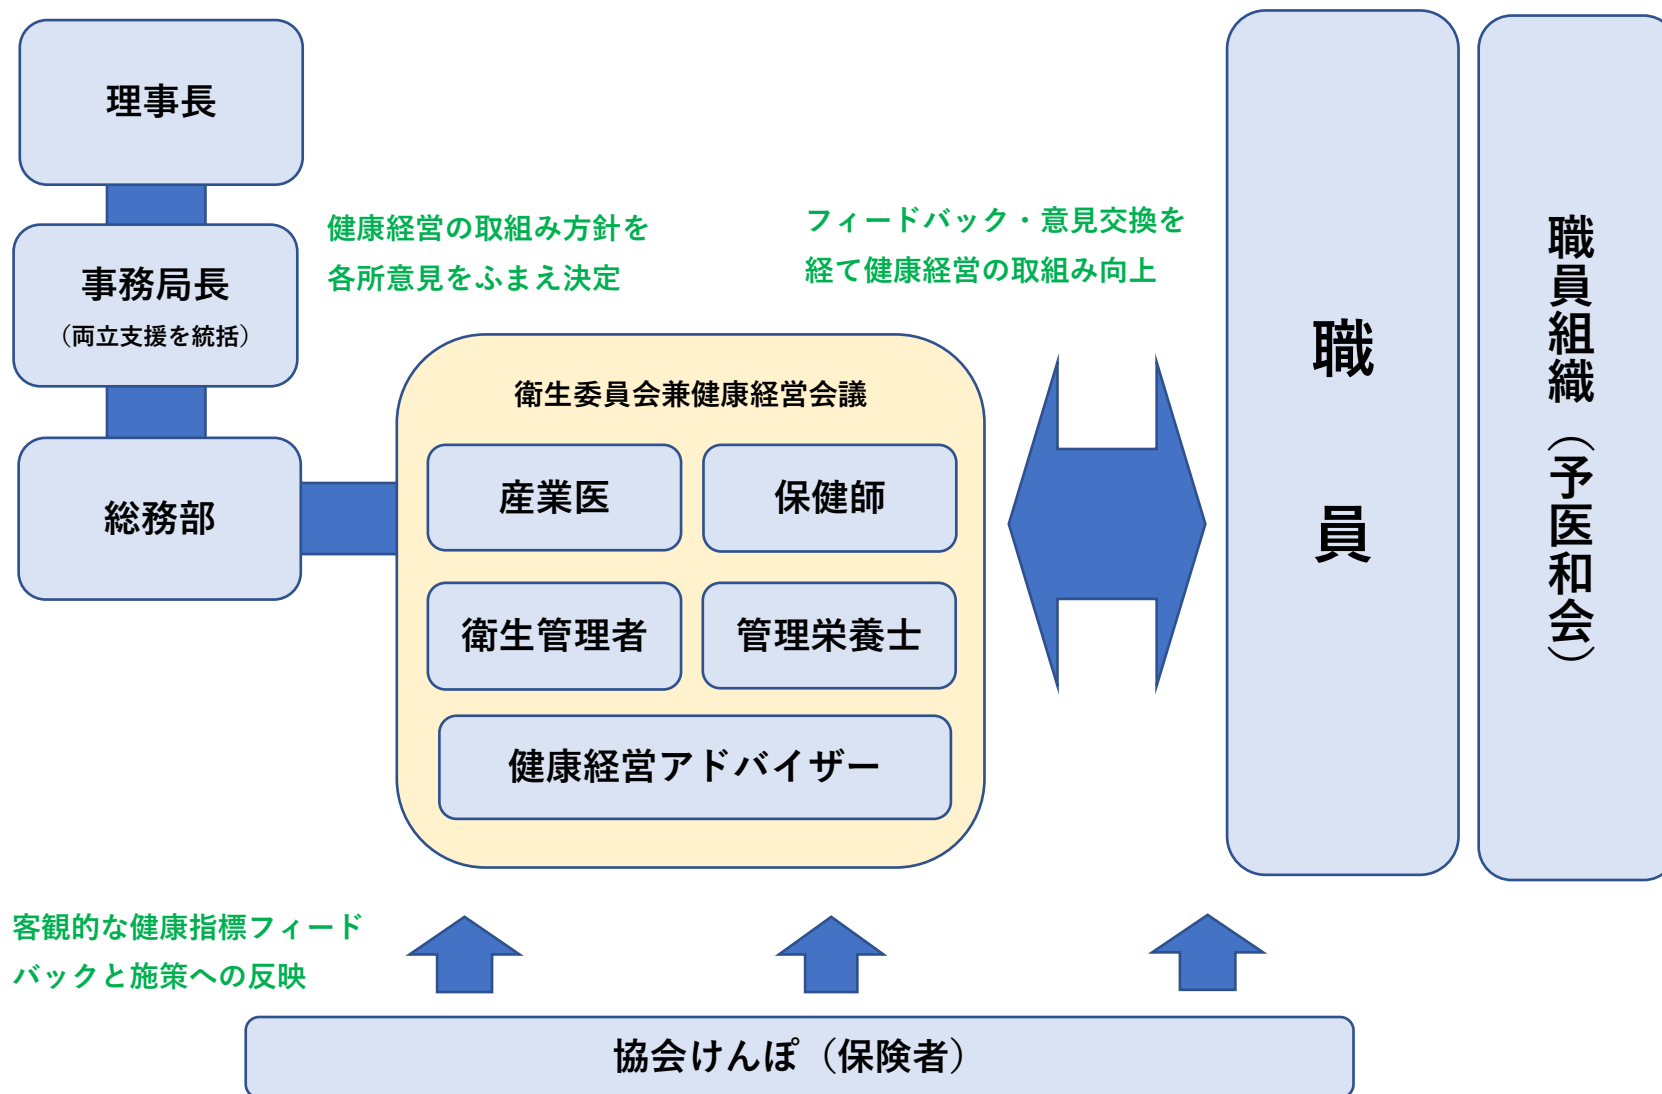 理事長
事務局長
（両立支援を統括）
総務部
健康経営の取組み方針を
各所意見をふまえ決定
フィードバック・意見交換を
経て健康経営の取組み向上
衛生委員会兼健康経営会議
産業医
保健師
衛生管理者
管理栄養士
健康経営アドバイザー
職員
職員組織（予医和会）
客観的な健康指標フィード
バックと施策への反映
協会けんぽ（保険者）